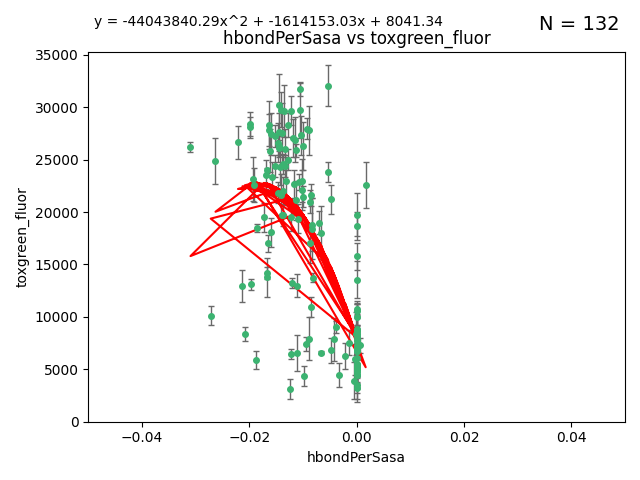 y = -44043840.29x^2 + -1614153.03x + 8041.34
N = 132
hbondPerSasa vs toxgreen_fluor
35000
30000
25000
20000
15000
10000
5000
0
toxgreen_fluor
−0.04
−0.02
0.00
0.02
0.04
hbondPerSasa